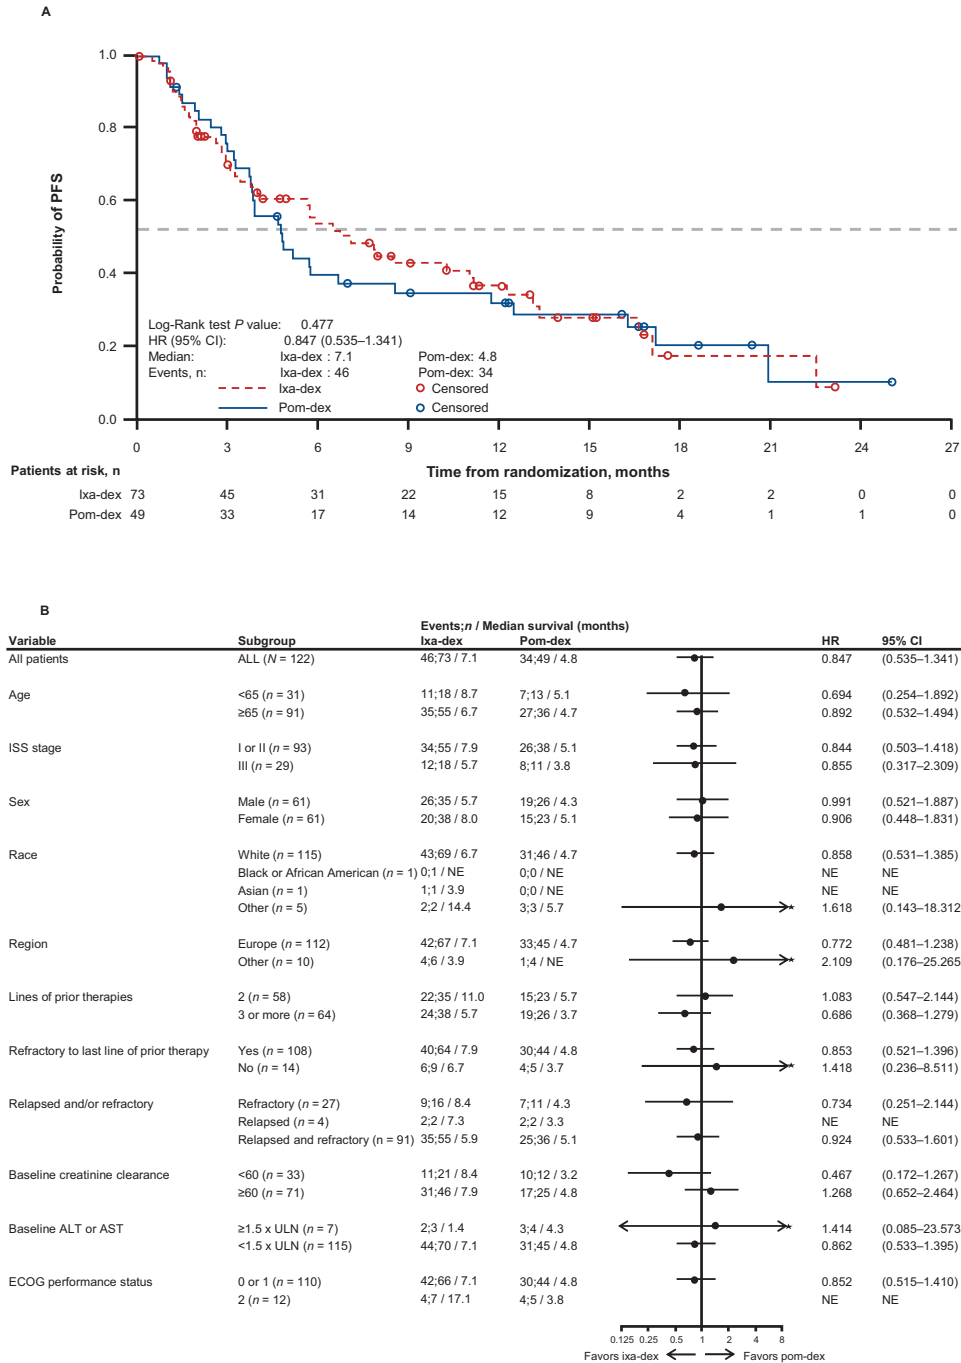 A
1.0
0.8
0.6
0.4
0.2
0.0
Probability of PFS
Log-Rank test P value: 0.477
HR (95% CI): 0.847 (0.535–1.341)
Median: Ixa-dex : 7.1 Pom-dex: 4.8
Events, n: Ixa-dex : 46 Pom-dex: 34
Ixa-dex Censored
Pom-dex Censored
0 3 6 9 12 15 18 21 24 27
Patients at risk, n Time from randomization, months
Ixa-dex 73 45 31 22 15 8 2 2 0 0
Pom-dex 49 33 17 14 12 9 4 1 1 0
B
Events;n / Median survival (months)
Variable Subgroup Ixa-dex Pom-dex HR 95% CI
All patients ALL (N = 122) 46;73 / 7.1 34;49 / 4.8 0.847 (0.535–1.341)
Age <65 (n = 31) 11;18 / 8.7 7;13 / 5.1 0.694 (0.254–1.892)
≥65 (n = 91) 35;55 / 6.7 27;36 / 4.7 0.892 (0.532–1.494)
ISS stage I or II (n = 93) 34;55 / 7.9 26;38 / 5.1 0.844 (0.503–1.418)
III (n = 29) 12;18 / 5.7 8;11 / 3.8 0.855 (0.317–2.309)
Sex Male (n = 61) 26;35 / 5.7 19;26 / 4.3 0.991 (0.521–1.887)
Female (n = 61) 20;38 / 8.0 15;23 / 5.1 0.906 (0.448–1.831)
Race White (n = 115) 43;69 / 6.7 31;46 / 4.7 0.858 (0.531–1.385)
Black or African American (n = 1) 0;1 / NE 0;0 / NE NE NE
Asian (n = 1) 1;1 / 3.9 0;0 / NE NE NE
Other (n = 5) 2;2 / 14.4 3;3 / 5.7 1.618 (0.143–18.312
Region Europe (n = 112) 42;67 / 7.1 33;45 / 4.7 0.772 (0.481–1.238)
Other (n = 10) 4;6 / 3.9 1;4 / NE 2.109 (0.176–25.265
Lines of prior therapies 2 (n = 58) 22;35 / 11.0 15;23 / 5.7 1.083 (0.547–2.144)
3 or more (n = 64) 24;38 / 5.7 19;26 / 3.7 0.686 (0.368–1.279)
Refractory to last line of prior therapy Yes (n = 108) 40;64 / 7.9 30;44 / 4.8 0.853 (0.521–1.396)
No (n = 14) 6;9 / 6.7 4;5 / 3.7 1.418 (0.236–8.511)
Relapsed and/or refractory Refractory (n = 27) 9;16 / 8.4 7;11 / 4.3 0.734 (0.251–2.144)
Relapsed (n = 4) 2;2 / 7.3 2;2 / 3.3 NE NE
Relapsed and refractory (n = 91) 35;55 / 5.9 25;36 / 5.1 0.924 (0.533–1.601)
Baseline creatinine clearance <60 (n = 33) 11;21 / 8.4 10;12 / 3.2 0.467 (0.172–1.267)
≥60 (n = 71) 31;46 / 7.9 17;25 / 4.8 1.268 (0.652–2.464)
Baseline ALT or AST ≥1.5 x ULN (n = 7) 2;3 / 1.4 3;4 / 4.3 1.414 (0.085–23.573
<1.5 x ULN (n = 115) 44;70 / 7.1 31;45 / 4.8 0.862 (0.533–1.395)
ECOG performance status 0 or 1 (n = 110) 42;66 / 7.1 30;44 / 4.8 0.852 (0.515–1.410)
2 (n = 12) 4;7 / 17.1 4;5 / 3.8 NE NE
0.125 0.25 0.5 1 2 4 8
Favors ixa-dex Favors pom-dex